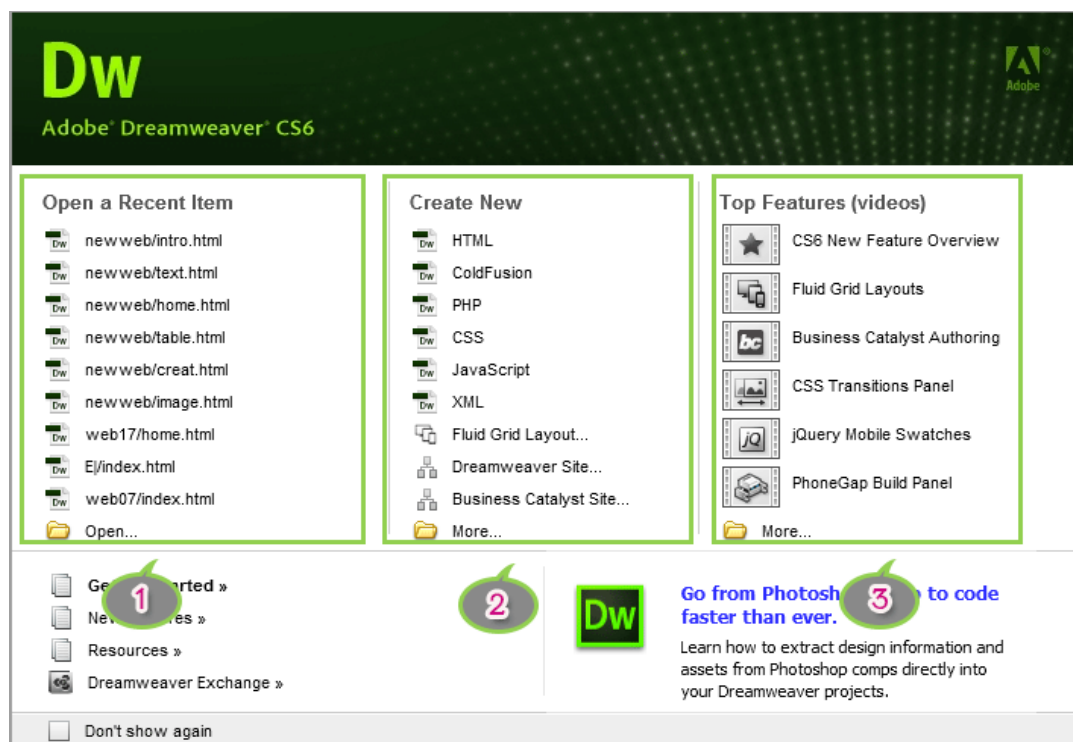 Dw
Adobe® Dreamweaver® CS6
Adobe®
Open a Recent Item
newweb/intro.html
newweb/text.html
newweb/home.html
newweb/table.html
newweb/creat.html
newweb/image.html
web17/home.html
E|/index.html
web07/index.html
Open...
Create New
HTML
ColdFusion
PHP
CSS
JavaScript
XML
Fluid Grid Layout...
Dreamweaver Site...
Business Catalyst Site...
More...
Top Features (videos)
CS6 New Feature Overview
Fluid Grid Layouts
bc
Business Catalyst Authoring
CSS Transitions Panel
jQ
jQuery Mobile Swatches
PhoneGap Build Panel
More...
1
2
3
Resources »
Dreamweaver Exchange »
Dw
Go from to code
faster than ever.
Learn how to extract design information and
assets from Photoshop comps directly into
your Dreamweaver projects.
Don't show again